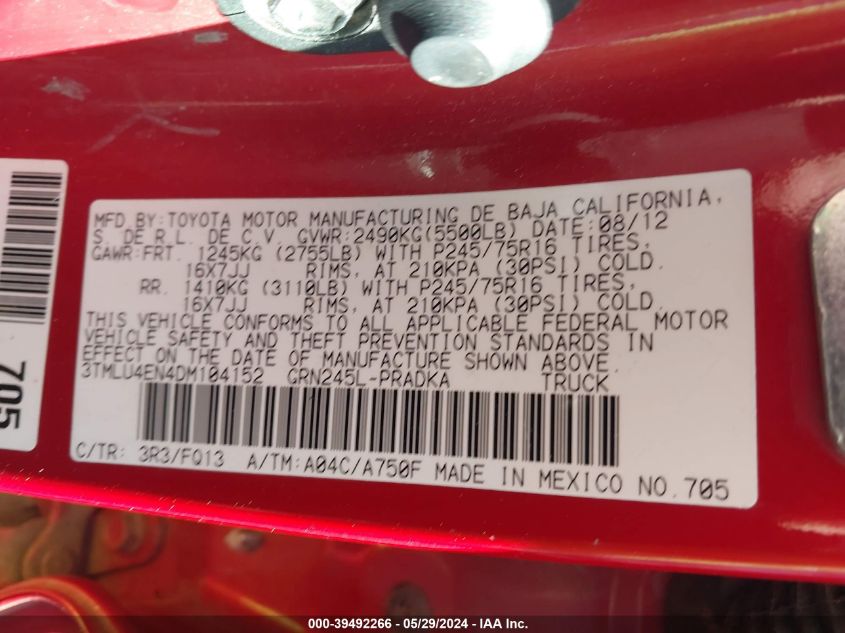 MFD BY:TOYOTA MOTOR MANUFACTURING DE BAJA CALIFORNIA,
S. DE R.L. DE C.V. GVWR:2490KG(5500LB) DATE:08/12
GAWR:FRT. 1245KG (2755LB) WITH P245/75R16 TIRES,
16X7JJ RIMS, AT 210KPA (30PSI) COLD.
RR. 1410KG (3110LB) WITH P245/75R16 TIRES,
16X7JJ RIMS, AT 210KPA (30PSI) COLD.
THIS VEHICLE CONFORMS TO ALL APPLICABLE FEDERAL MOTOR
VEHICLE SAFETY AND THEFT PREVENTION STANDARDS IN
EFFECT ON THE DATE OF MANUFACTURE SHOWN ABOVE.
3TMLU4EN4DM104152 GRN245L-PRADKA TRUCK
C/TR: 3R3/FQ13 A/TM:A04C/A750F MADE IN MEXICO NO.705
705
000-39492266 - 05/29/2024 - IAA Inc.